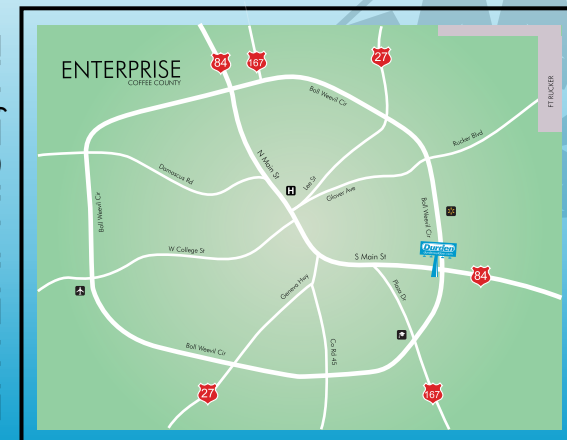 ENTERPRISE
COFFEE COUNTY
84
167
27
FT RUCKER
Boll Weevil Cir
Rucker Blvd
N Main St
Lee St
H
Glover Ave
Damascus Rd
Boll Weevil Cir
Boll Weevil Cir
W College St
Durden
S Main St
84
Geneva Hwy
Plaza Dr
Boll Weevil Cir
Co Rd 45
27
167